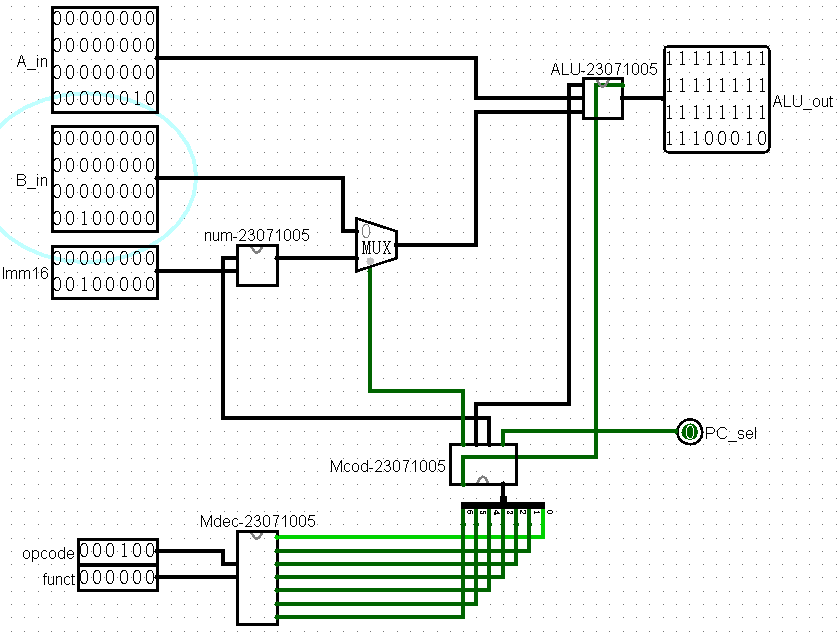 00000000
00000000
A_in
00000000
00000010
ALU-23071005
11111111
11111111
ALU_out
11111111
11100010
00000000
00000000
B_in
00000000
00100000
num-23071005
0
MUX
Imm16
00000000
00100000
PC_sel
0
Mcod-23071005
6 5 4 3 2 1 0
Mdec-23071005
opcode
000100
funct
000000